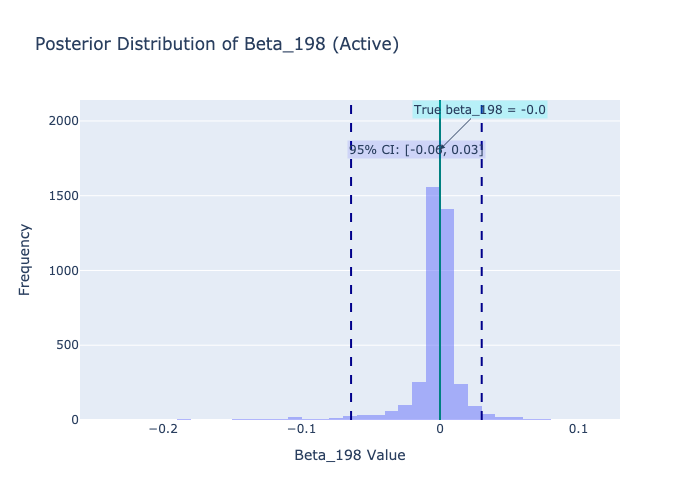 Posterior Distribution of Beta_198 (Active)
True beta_198 = -0.0
95% CI: [-0.06, 0.03]
2000
1500
1000
500
0
Frequency
−0.2
−0.1
0
0.1
Beta_198 Value